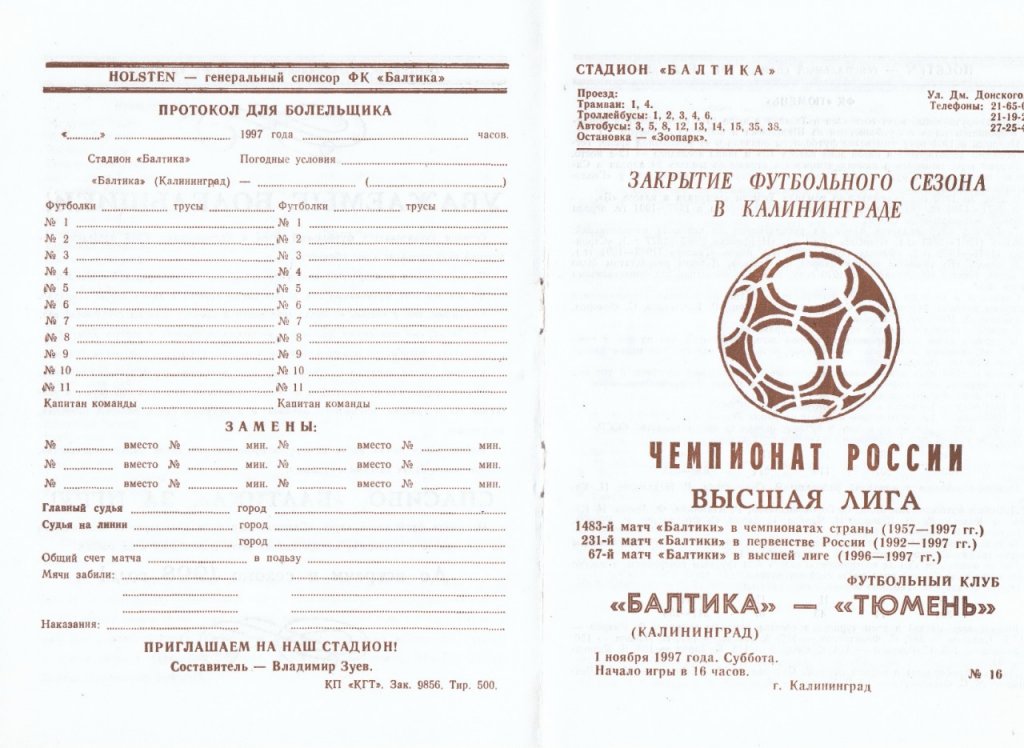 HOLSTEN — генеральный спонсор ФК «Балтика»
ПРОТОКОЛ ДЛЯ БОЛЕЛЬЩИКА
«........» .............................. 1997 года .............................. часов.
Стадион «Балтика» Погодные условия ..............................
«Балтика» (Калининград) — .............................. (..............................)
Футболки .................... трусы .................... Футболки .................... трусы ....................
№ 1 .............................. № 1 ..............................
№ 2 .............................. № 2 ..............................
№ 3 .............................. № 3 ..............................
№ 4 .............................. № 4 ..............................
№ 5 .............................. № 5 ..............................
№ 6 .............................. № 6 ..............................
№ 7 .............................. № 7 ..............................
№ 8 .............................. № 8 ..............................
№ 9 .............................. № 9 ..............................
№ 10 .............................. № 10 ..............................
№ 11 .............................. № 11 ..............................
Капитан команды .............................. Капитан команды ..............................
ЗАМЕНЫ:
№ ............ вместо № ............ мин. № ............ вместо № ............ мин.
№ ............ вместо № ............ мин. № ............ вместо № ............ мин.
№ ............ вместо № ............ мин. № ............ вместо № ............ мин.
Главный судья .............................. город ..............................
Судьи на линии .............................. город ..............................
.............................. город ..............................
Общий счет матча .............................. в пользу ..............................
Мячи забили: ..............................
Наказания: ..............................
ПРИГЛАШАЕМ НА НАШ СТАДИОН!
Составитель — Владимир Зуев.
КП «КГТ». Зак. 9856. Тир. 500.
СТАДИОН «БАЛТИКА»
Проезд: Ул. Дм. Донского
Трамваи: 1, 4. Телефоны: 21-65-
Троллейбусы: 1, 2, 3, 4, 6. 21-19-
Автобусы: 3, 5, 8, 12, 13, 14, 15, 35, 38. 27-25-
Остановка — «Зоопарк».
ЗАКРЫТИЕ ФУТБОЛЬНОГО СЕЗОНА
В КАЛИНИНГРАДЕ
ЧЕМПИОНАТ РОССИИ
ВЫСШАЯ ЛИГА
1483-й матч «Балтики» в чемпионатах страны (1957—1997 гг.)
231-й матч «Балтики» в первенстве России (1992—1997 гг.)
67-й матч «Балтики» в высшей лиге (1996—1997 гг.)
ФУТБОЛЬНЫЙ КЛУБ
«БАЛТИКА» — «ТЮМЕНЬ»
(КАЛИНИНГРАД)
1 ноября 1997 года. Суббота.
Начало игры в 16 часов. № 16
г. Калининград